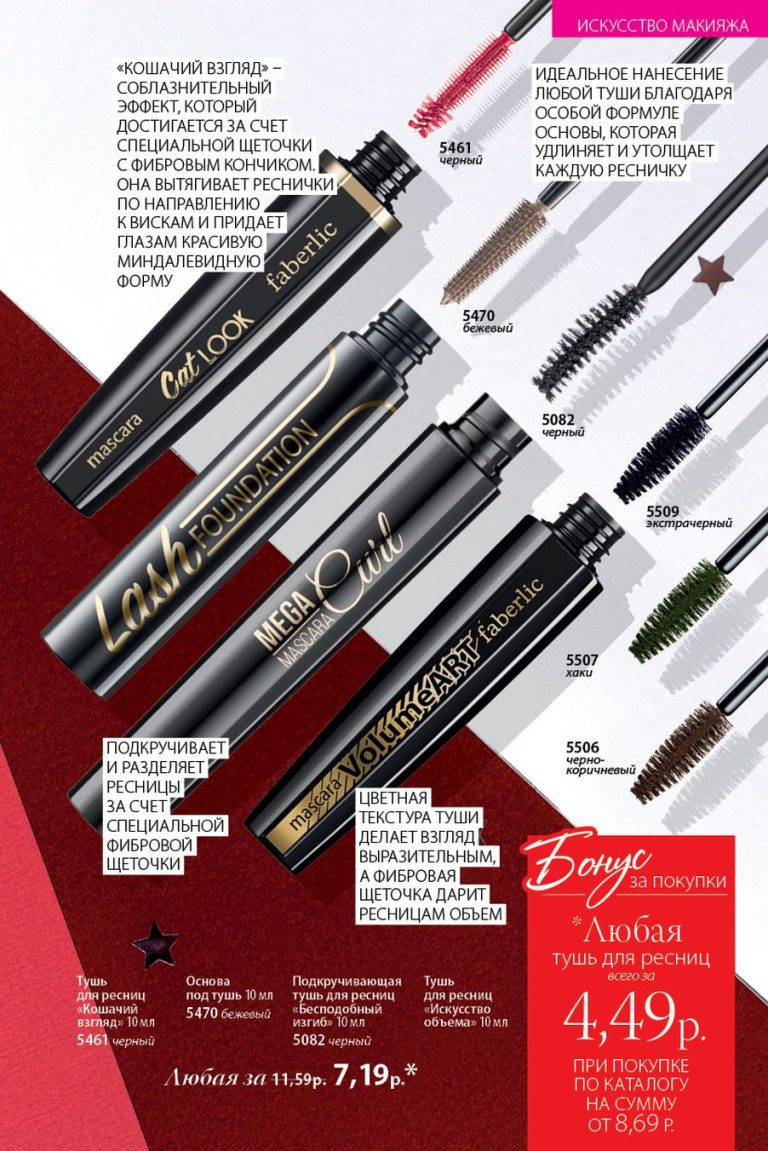 ИСКУССТВО МАКИЯЖА
«КОШАЧИЙ ВЗГЛЯД» –
СОБЛАЗНИТЕЛЬНЫЙ
ЭФФЕКТ, КОТОРЫЙ
ДОСТИГАЕТСЯ ЗА СЧЕТ
СПЕЦИАЛЬНОЙ ЩЕТОЧКИ
С ФИБРОВЫМ КОНЧИКОМ.
ОНА ВЫТЯГИВАЕТ РЕСНИЧКИ
ПО НАПРАВЛЕНИЮ
К ВИСКАМ И ПРИДАЕТ
ГЛАЗАМ КРАСИВУЮ
МИНДАЛЕВИДНУЮ
ФОРМУ
5461
черный
ИДЕАЛЬНОЕ НАНЕСЕНИЕ
ЛЮБОЙ ТУШИ БЛАГОДАРЯ
ОСОБОЙ ФОРМУЛЕ
ОСНОВЫ, КОТОРАЯ
УДЛИНЯЕТ И УТОЛЩАЕТ
КАЖДУЮ РЕСНИЧКУ
5470
бежевый
5082
черный
5509
экстрачерный
5507
хаки
5506
черно-
коричневый
mascara Cat LOOK faberlic
Lash FOUNDATION
MEGA Curl
MASCARA
mascara VolumeART faberlic
ПОДКРУЧИВАЕТ
И РАЗДЕЛЯЕТ
РЕСНИЦЫ
ЗА СЧЕТ
СПЕЦИАЛЬНОЙ
ФИБРОВОЙ
ЩЕТОЧКИ
ЦВЕТНАЯ
ТЕКСТУРА ТУШИ
ДЕЛАЕТ ВЗГЛЯД
ВЫРАЗИТЕЛЬНЫМ,
А ФИБРОВАЯ
ЩЕТОЧКА ДАРИТ
РЕСНИЦАМ ОБЪЕМ
Тушь
для ресниц
«Кошачий
взгляд» 10 мл
5461 черный
Основа
под тушь 10 мл
5470 бежевый
Подкручивающая
тушь для ресниц
«Бесподобный
изгиб» 10 мл
5082 черный
Тушь
для ресниц
«Искусство
объема» 10 мл
Любая за 11,59р. 7,19р.*
Бонус
за покупки
*Любая
тушь для ресниц
всего за
4,49р.
ПРИ ПОКУПКЕ
ПО КАТАЛОГУ
НА СУММУ
ОТ 8,69 Р.